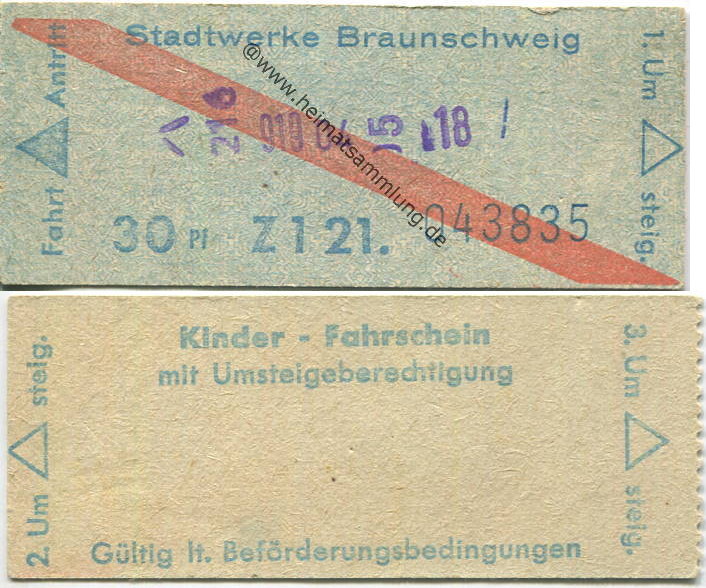 Stadtwerke Braunschweig
Fahrt Antritt
1. Um steig.
216 18
30 Pf Z 1 21. 043835
@www.heimatsammlung.de
Kinder - Fahrschein
mit Umsteigeberechtigung
2. Um steig.
3. Um steig.
Gültig lt. Beförderungsbedingungen